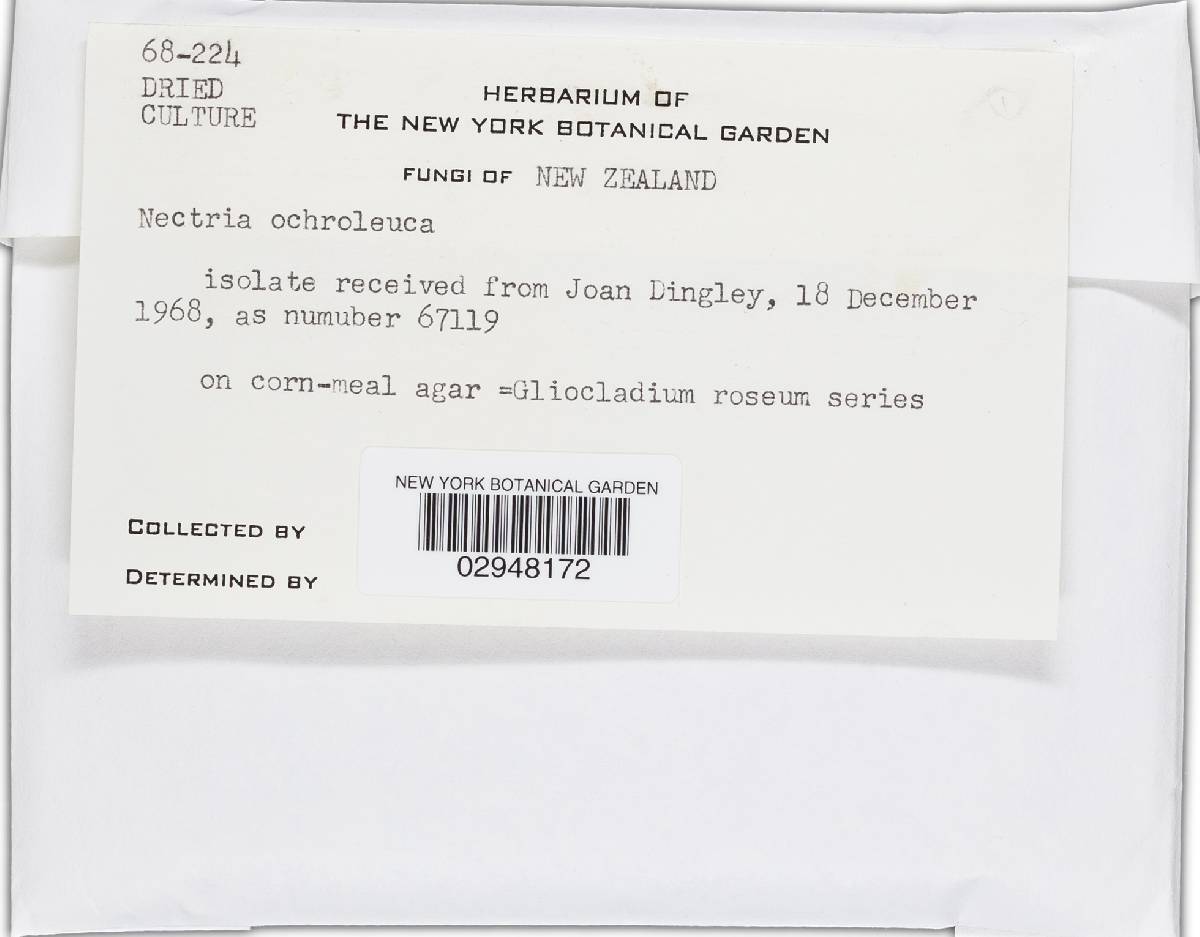 68-224
DRIED
CULTURE
HERBARIUM OF
THE NEW YORK BOTANICAL GARDEN
FUNGI OF NEW ZEALAND
Nectria ochroleuca
isolate received from Joan Dingley, 18 December
1968, as numuber 67119
on corn-meal agar =Gliocladium roseum series
NEW YORK BOTANICAL GARDEN
02948172
COLLECTED BY
DETERMINED BY